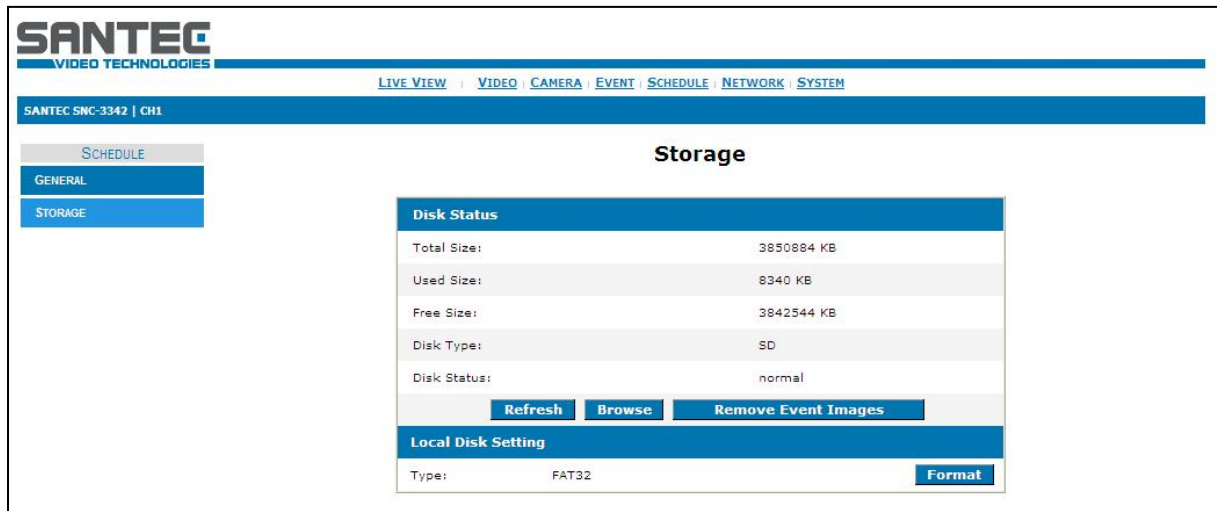 SANTEC
VIDEO TECHNOLOGIES
LIVE VIEW | VIDEO | CAMERA | EVENT | SCHEDULE | NETWORK | SYSTEM
SANTEC SNC-3342 | CH1
SCHEDULE
GENERAL
STORAGE
Storage
Disk Status
Total Size: 3850884 KB
Used Size: 8340 KB
Free Size: 3842544 KB
Disk Type: SD
Disk Status: normal
Refresh Browse Remove Event Images
Local Disk Setting
Type: FAT32 Format